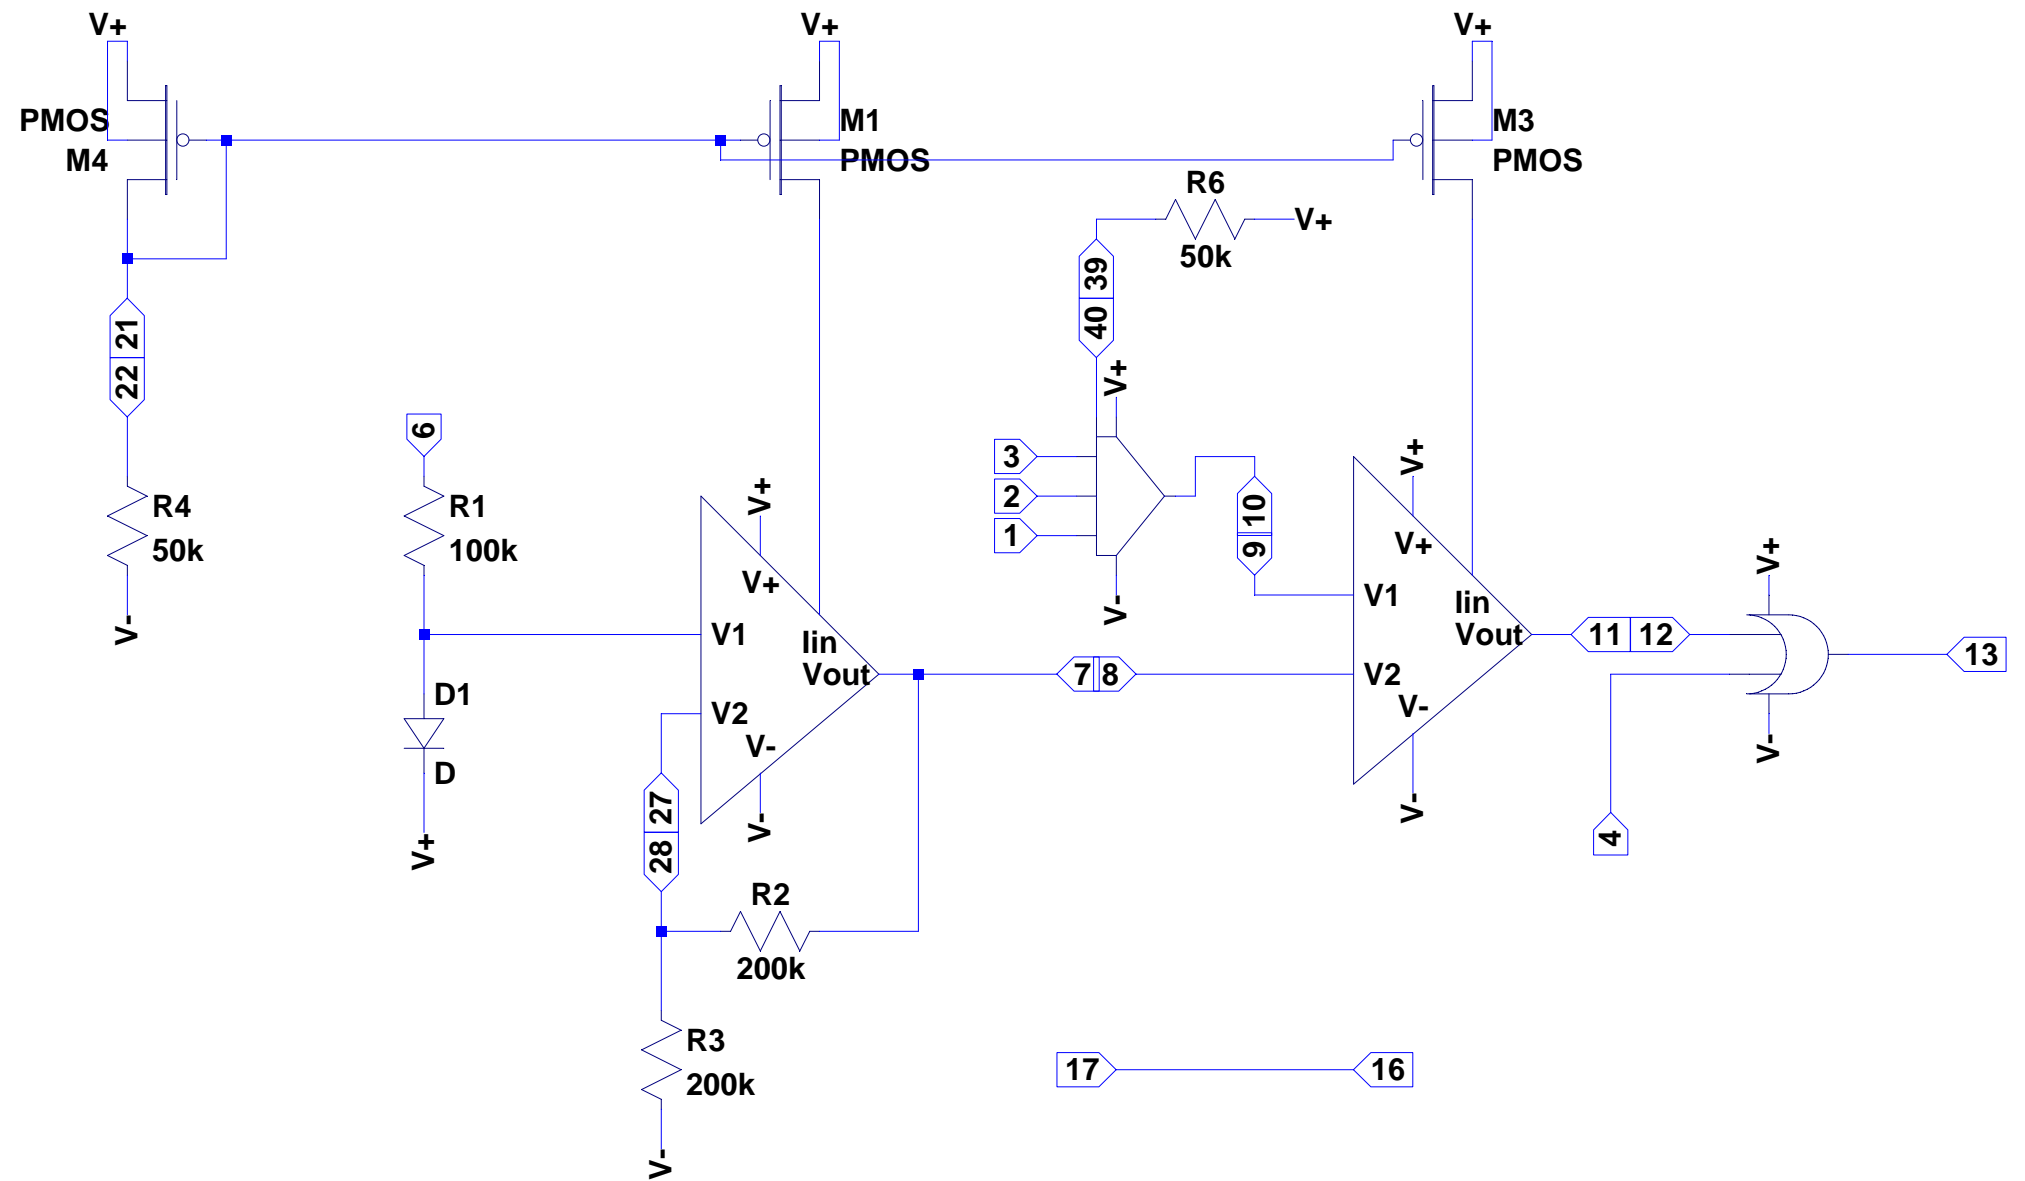 V+
V+
V+
PMOS
M4
M1
PMOS
M3
PMOS
R6
50k
V+
39
40
21
22
V+
6
3
2
1
10
9
R4
50k
V-
R1
100k
V+
V+
V1
V2
Iin
Vout
V-
V-
V-
V+
V+
V1
V2
Iin
Vout
V-
V-
7
8
11
12
V+
V-
13
4
D1
D
V+
27
28
R2
200k
R3
200k
V-
17
16